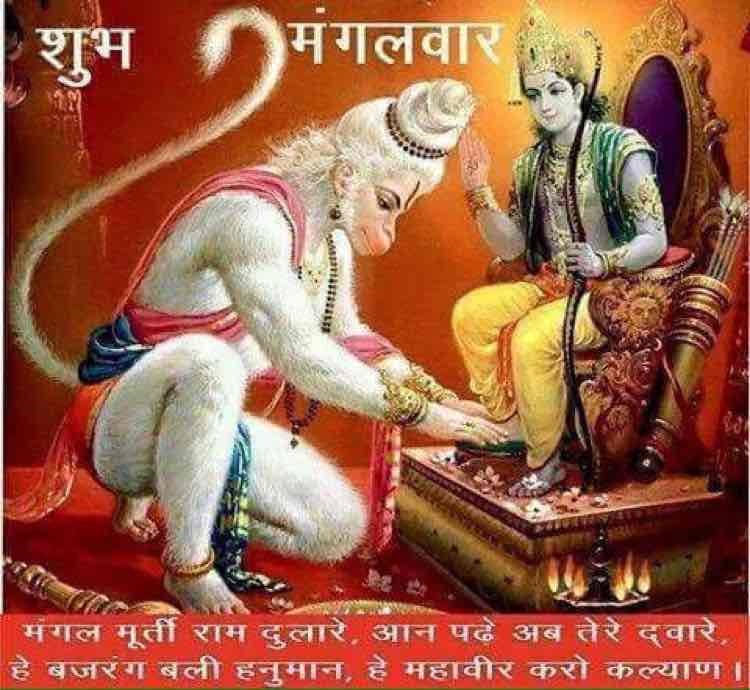 शुभ मंगलवार
मंगल मूर्ती राम दुलारे, आन पढे अब तेरे द्वारे,
हे बजरंग बली हनुमान, हे महावीर करो कल्याण।